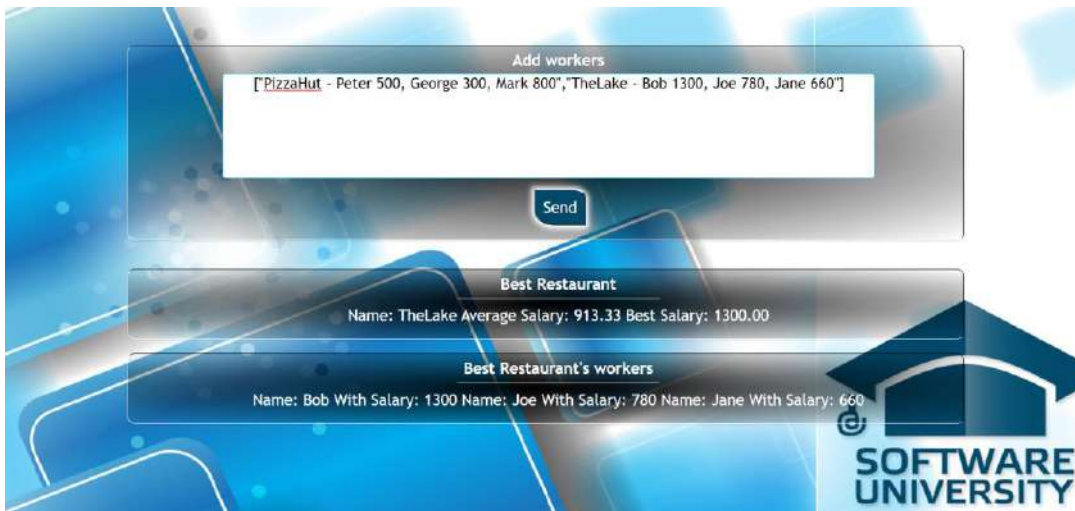 Add workers
["PizzaHut - Peter 500, George 300, Mark 800","TheLake - Bob 1300, Joe 780, Jane 660"]
Send
Best Restaurant
Name: TheLake Average Salary: 913.33 Best Salary: 1300.00
Best Restaurant's workers
Name: Bob With Salary: 1300 Name: Joe With Salary: 780 Name: Jane With Salary: 660
SOFTWARE
UNIVERSITY